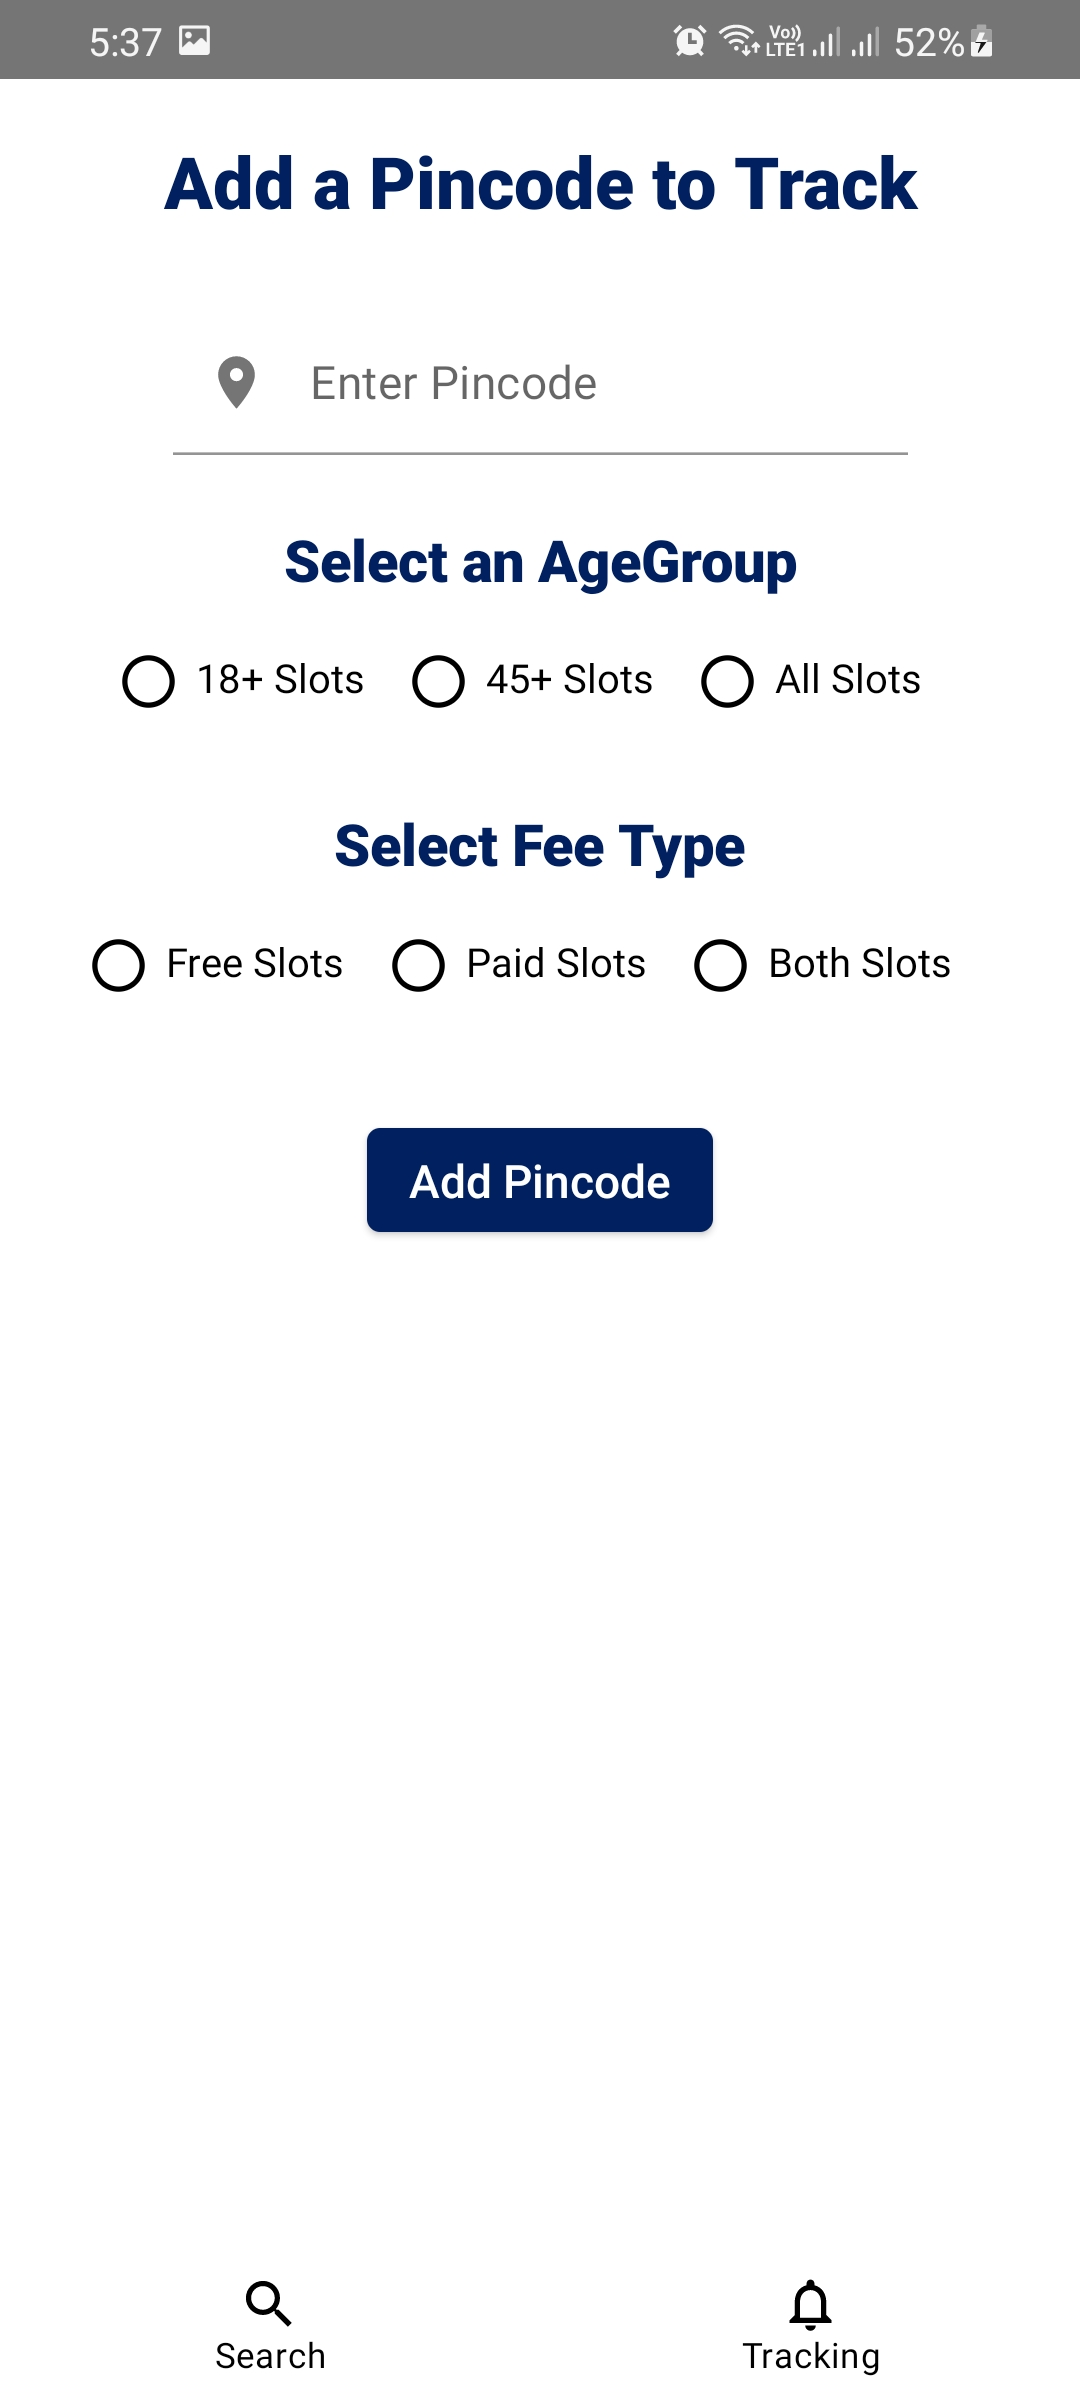 5:37 Vo)) LTE1 52%
Add a Pincode to Track
Enter Pincode
Select an AgeGroup
18+ Slots 45+ Slots All Slots
Select Fee Type
Free Slots Paid Slots Both Slots
Add Pincode
Search Tracking